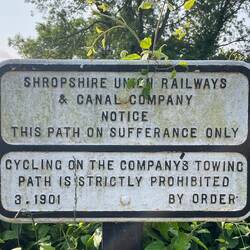 SHROPSHIRE UNION RAILWAYS
& CANAL COMPANY
NOTICE
THIS PATH ON SUFFERANCE ONLY
CYCLING ON THE COMPANY'S TOWING
PATH IS STRICTLY PROHIBITED
3. 1901 BY ORDER